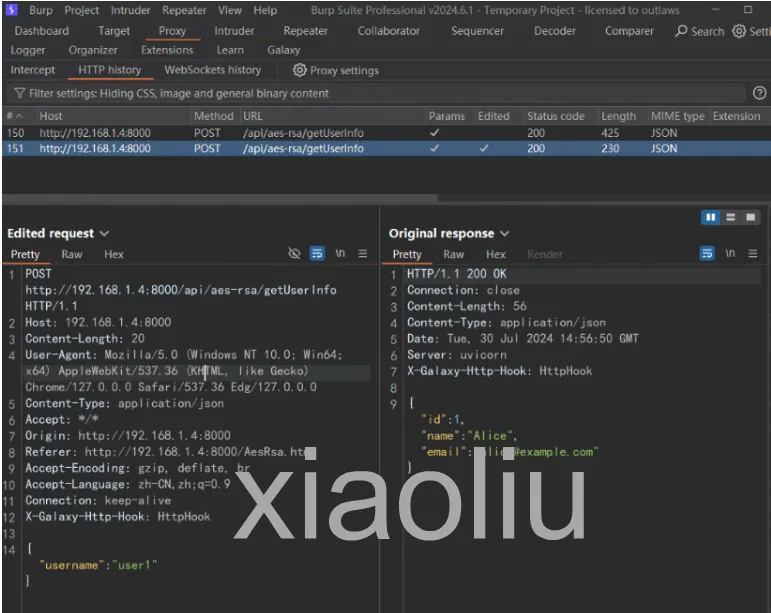 Burp Project Intruder Repeater View Help Burp Suite Professional v2024.6.1 - Temporary Project - licensed to outlaws
Dashboard Target Proxy Intruder Repeater Collaborator Sequencer Decoder Comparer Search Setti
Logger Organizer Extensions Learn Galaxy
Intercept HTTP history WebSockets history Proxy settings
Filter settings: Hiding CSS, image and general binary content
# Host Method URL Params Edited Status code Length MIME type Extension
150 http://192.168.1.4:8000 POST /api/aes-rsa/getUserInfo ✓ 200 425 JSON
151 http://192.168.1.4:8000 POST /api/aes-rsa/getUserInfo ✓ ✓ 200 230 JSON
Edited request
Pretty Raw Hex \n
1 POST
http://192.168.1.4:8000/api/aes-rsa/getUserInfo
HTTP/1.1
2 Host: 192.168.1.4:8000
3 Content-Length: 20
4 User-Agent: Mozilla/5.0 (Windows NT 10.0; Win64;
x64) AppleWebKit/537.36 (KHTML, like Gecko)
Chrome/127.0.0.0 Safari/537.36 Edg/127.0.0.0
5 Content-Type: application/json
6 Accept: */*
7 Origin: http://192.168.1.4:8000
8 Referer: http://192.168.1.4:8000/AesRsa.ht
9 Accept-Encoding: gzip, deflate, br
10 Accept-Language: zh-CN,zh;q=0.9
11 Connection: keep-alive
12 X-Galaxy-Http-Hook: HttpHook
13
14 {
"username":"user1"
}
Original response
Pretty Raw Hex Render \n
1 HTTP/1.1 200 OK
2 Connection: close
3 Content-Length: 56
4 Content-Type: application/json
5 Date: Tue, 30 Jul 2024 14:56:50 GMT
6 Server: uvicorn
7 X-Galaxy-Http-Hook: HttpHook
8
9 {
"id":1,
"name":"Alice",
"email":"alice@example.com"
}
xiaoliu